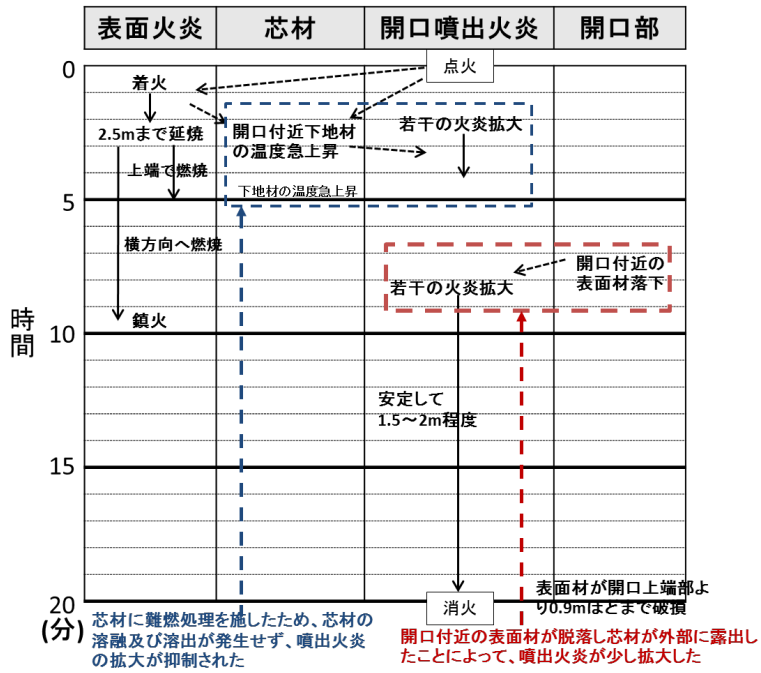 表面火炎 芯材 開口噴出火炎 開口部
0
点火
着火
2.5mまで延焼
開口付近下地材
の温度急上昇
若干の火炎拡大
上端で燃焼
下地材の温度急上昇
5
横方向へ燃焼
開口付近の
表面材落下
若干の火炎拡大
鎮火
時間
10
安定して
1.5～2m程度
15
表面材が開口上端部よ
り0.9mほどまで破損
20
消火
(分)
芯材に難燃処理を施したため、芯材の
溶融及び溶出が発生せず、噴出火炎
の拡大が抑制された
開口付近の表面材が脱落し芯材が外部に露出し
たことによって、噴出火炎が少し拡大した